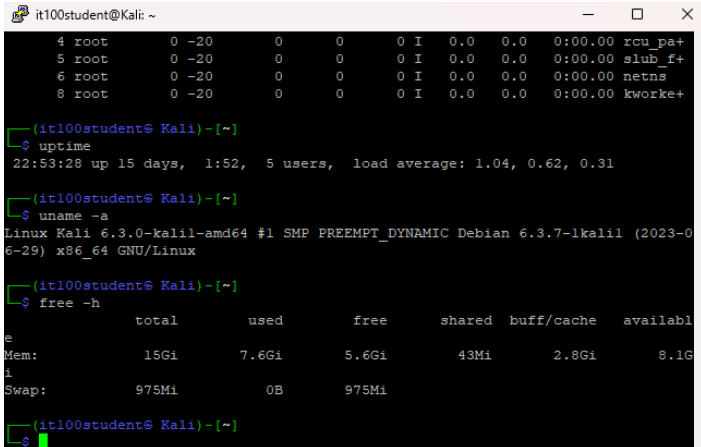 it100student@Kali: ~
4 root 0 -20 0 0 0 I 0.0 0.0 0:00.00 rcu_pa+
5 root 0 -20 0 0 0 I 0.0 0.0 0:00.00 slub_f+
6 root 0 -20 0 0 0 I 0.0 0.0 0:00.00 netns
8 root 0 -20 0 0 0 I 0.0 0.0 0:00.00 kworke+
┌──(it100student㉿ Kali)-[~]
└─$ uptime
22:53:28 up 15 days, 1:52, 5 users, load average: 1.04, 0.62, 0.31
┌──(it100student㉿ Kali)-[~]
└─$ uname -a
Linux Kali 6.3.0-kali1-amd64 #1 SMP PREEMPT_DYNAMIC Debian 6.3.7-1kali1 (2023-0
6-29) x86_64 GNU/Linux
┌──(it100student㉿ Kali)-[~]
└─$ free -h
total used free shared buff/cache availabl
e
Mem: 15Gi 7.6Gi 5.6Gi 43Mi 2.8Gi 8.1G
i
Swap: 975Mi 0B 975Mi
┌──(it100student㉿ Kali)-[~]
└─$